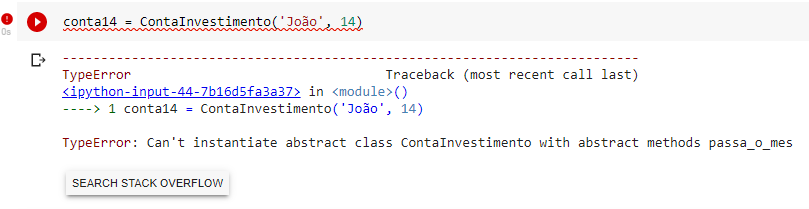 conta14 = ContaInvestimento('João', 14)
0s
---------------------------------------------------------------------------
TypeError                                 Traceback (most recent call last)
<ipython-input-44-7b16d5fa3a37> in <module>()
----> 1 conta14 = ContaInvestimento('João', 14)
TypeError: Can't instantiate abstract class ContaInvestimento with abstract methods passa_o_mes
SEARCH STACK OVERFLOW